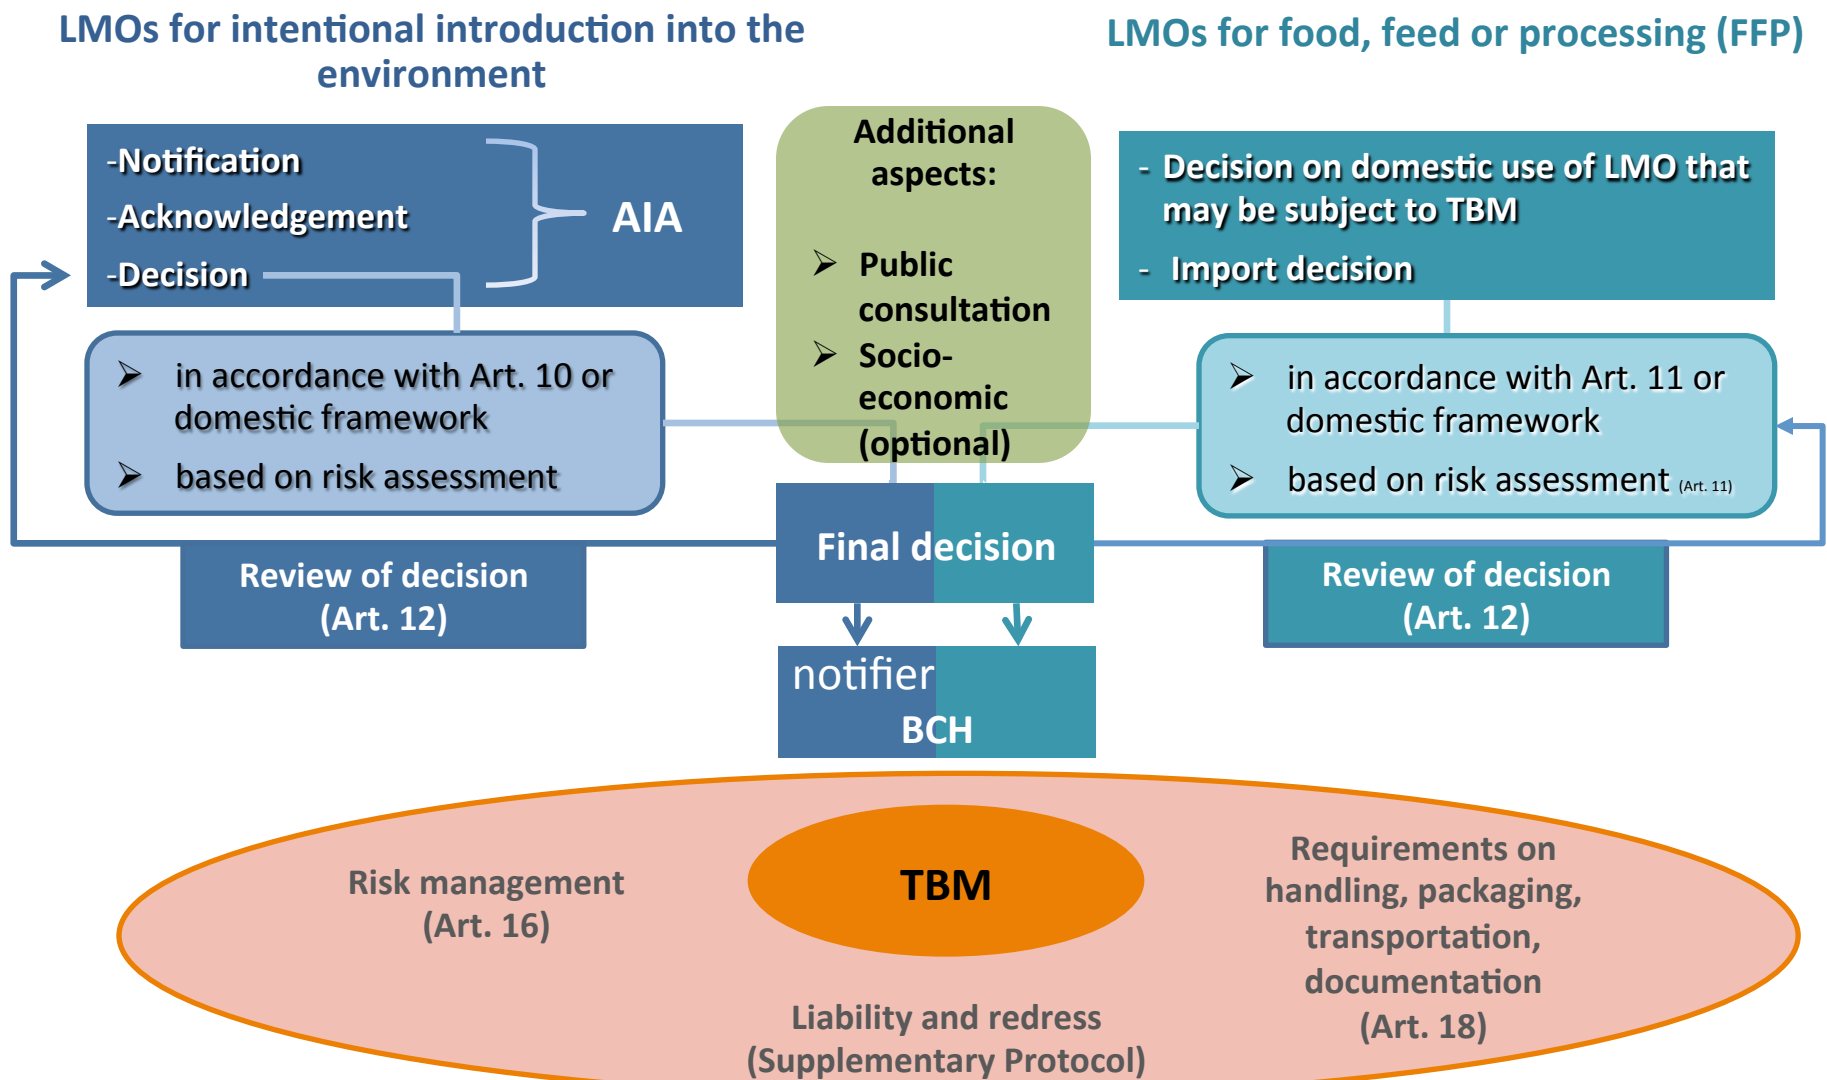 LMOs for intentional introduction into the
environment
LMOs for food, feed or processing (FFP)
-Notification
-Acknowledgement
-Decision
AIA
Additional
aspects:
➢ Public
consultation
➢ Socio-
economic
(optional)
- Decision on domestic use of LMO that
may be subject to TBM
- Import decision
➢ in accordance with Art. 10 or
domestic framework
➢ based on risk assessment
➢ in accordance with Art. 11 or
domestic framework
➢ based on risk assessment (Art. 11)
Final decision
Review of decision
(Art. 12)
Review of decision
(Art. 12)
notifier
BCH
TBM
Risk management
(Art. 16)
Requirements on
handling, packaging,
transportation,
documentation
(Art. 18)
Liability and redress
(Supplementary Protocol)